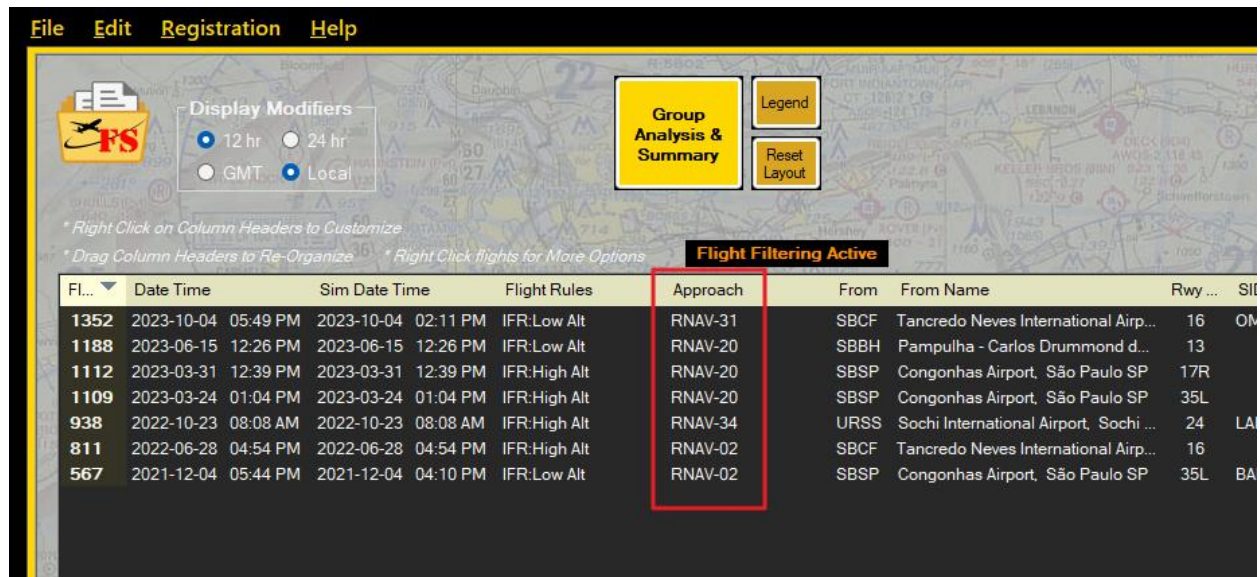 File Edit Registration Help
FS
Display Modifiers
12 hr 24 hr
GMT Local
Group Analysis & Summary
Legend
Reset Layout
* Right Click on Column Headers to Customize
* Drag Column Headers to Re-Organize * Right Click flights for More Options
Flight Filtering Active
Fl... Date Time Sim Date Time Flight Rules Approach From From Name Rwy ... SID
1352 2023-10-04 05:49 PM 2023-10-04 02:11 PM IFR:Low Alt RNAV-31 SBCF Tancredo Neves International Airp... 16 OM
1188 2023-06-15 12:26 PM 2023-06-15 12:26 PM IFR:Low Alt RNAV-20 SBBH Pampulha - Carlos Drummond d... 13
1112 2023-03-31 12:39 PM 2023-03-31 12:39 PM IFR:High Alt RNAV-20 SBSP Congonhas Airport, São Paulo SP 17R
1109 2023-03-24 01:04 PM 2023-03-24 01:04 PM IFR:High Alt RNAV-20 SBSP Congonhas Airport, São Paulo SP 35L
938 2022-10-23 08:08 AM 2022-10-23 08:08 AM IFR:High Alt RNAV-34 URSS Sochi International Airport, Sochi ... 24
811 2022-06-28 04:54 PM 2022-06-28 04:54 PM IFR:High Alt RNAV-02 SBCF Tancredo Neves International Airp... 16
567 2021-12-04 05:44 PM 2021-12-04 04:10 PM IFR:Low Alt RNAV-02 SBSP Congonhas Airport, São Paulo SP 35L BA